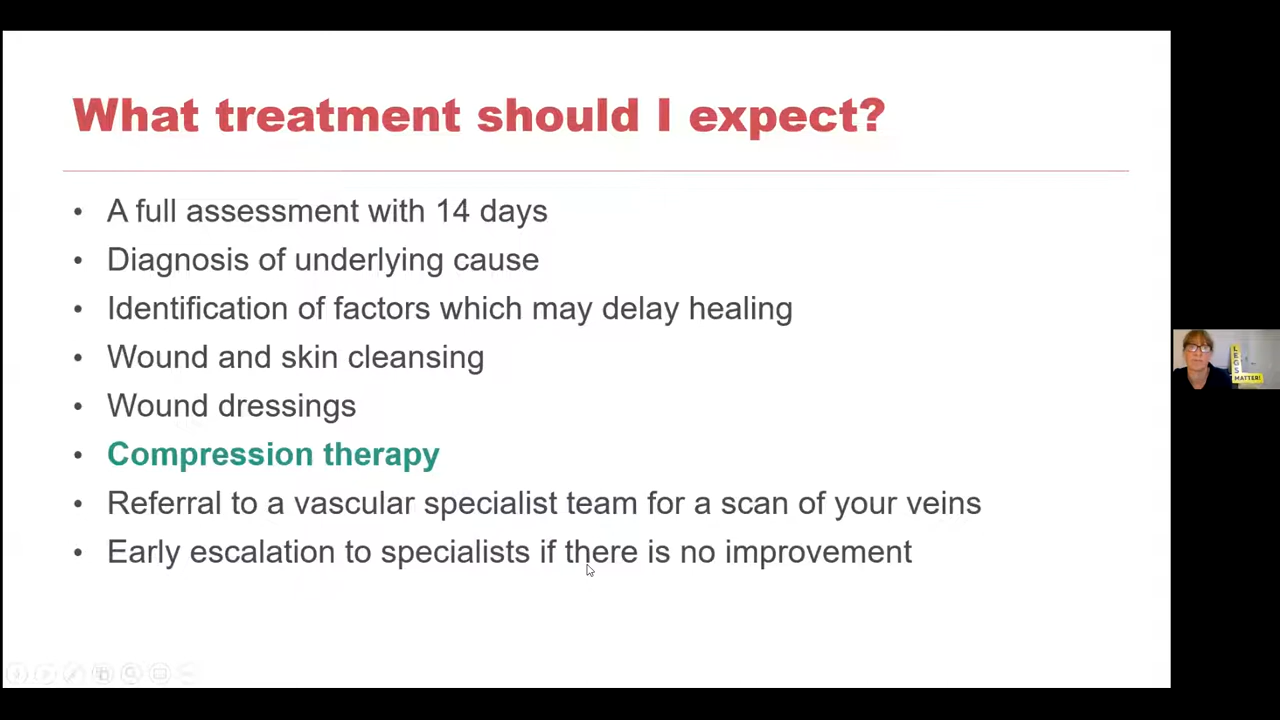 What treatment should I expect?
• A full assessment with 14 days
• Diagnosis of underlying cause
• Identification of factors which may delay healing
• Wound and skin cleansing
• Wound dressings
• Compression therapy
• Referral to a vascular specialist team for a scan of your veins
• Early escalation to specialists if there is no improvement
LEGS
MATTER!